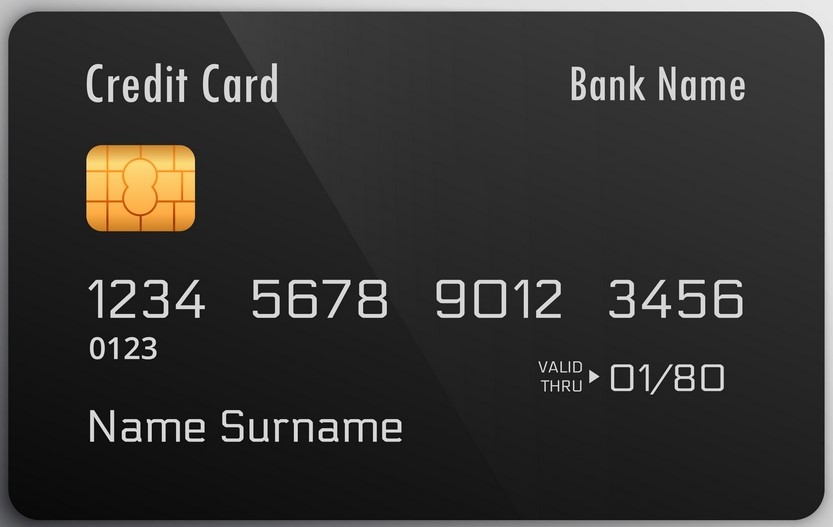 Credit Card Bank Name
1234 5678 9012 3456
0123
VALID THRU 01/80
Name Surname